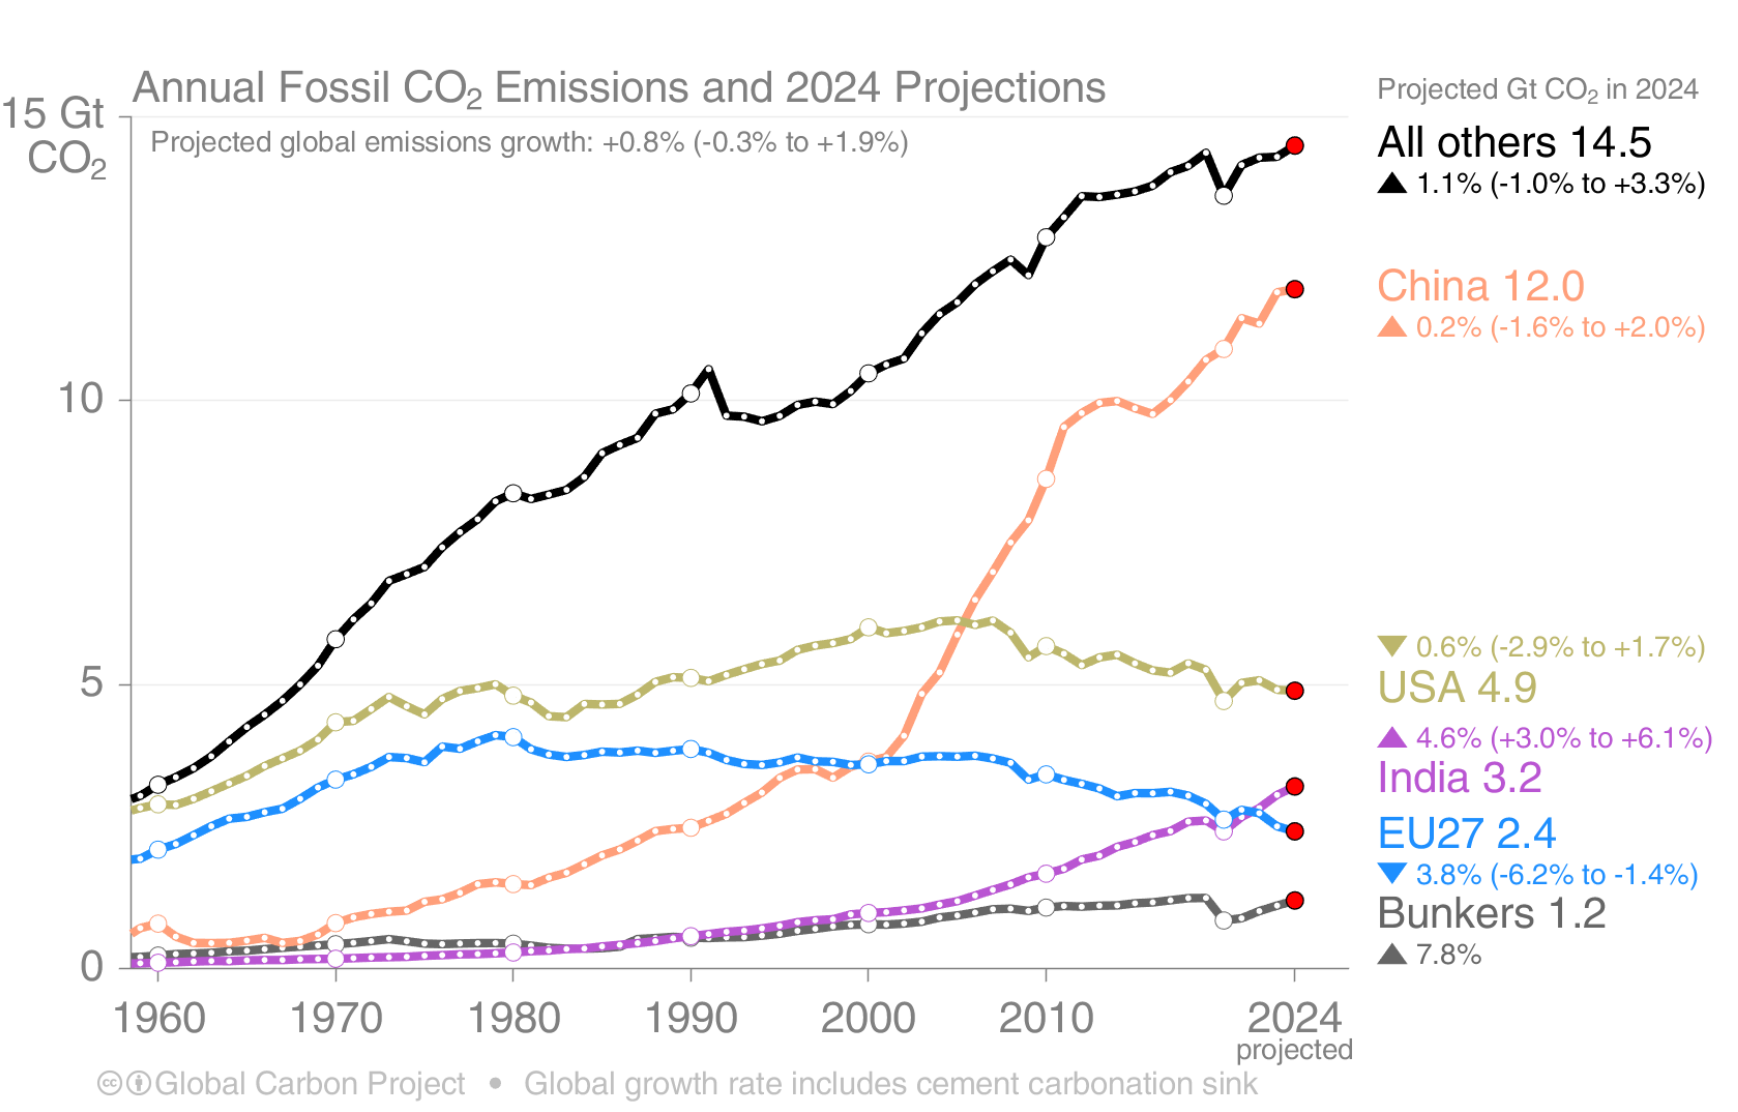 Annual Fossil CO₂ Emissions and 2024 Projections
Projected global emissions growth: +0.8% (-0.3% to +1.9%)
15 Gt
CO₂
10
5
0
1960
1970
1980
1990
2000
2010
2024
projected
Projected Gt CO₂ in 2024
All others 14.5
▲ 1.1% (-1.0% to +3.3%)
China 12.0
▲ 0.2% (-1.6% to +2.0%)
▼ 0.6% (-2.9% to +1.7%)
USA 4.9
▲ 4.6% (+3.0% to +6.1%)
India 3.2
EU27 2.4
▼ 3.8% (-6.2% to -1.4%)
Bunkers 1.2
▲ 7.8%
cc Global Carbon Project • Global growth rate includes cement carbonation sink